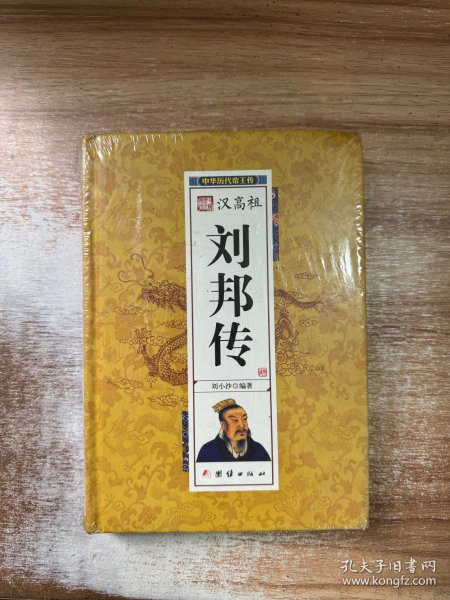 中华历代帝王传
汉高祖
刘邦传
刘小沙◎编著
团结出版社
孔夫子旧书网
www.kongfz.com